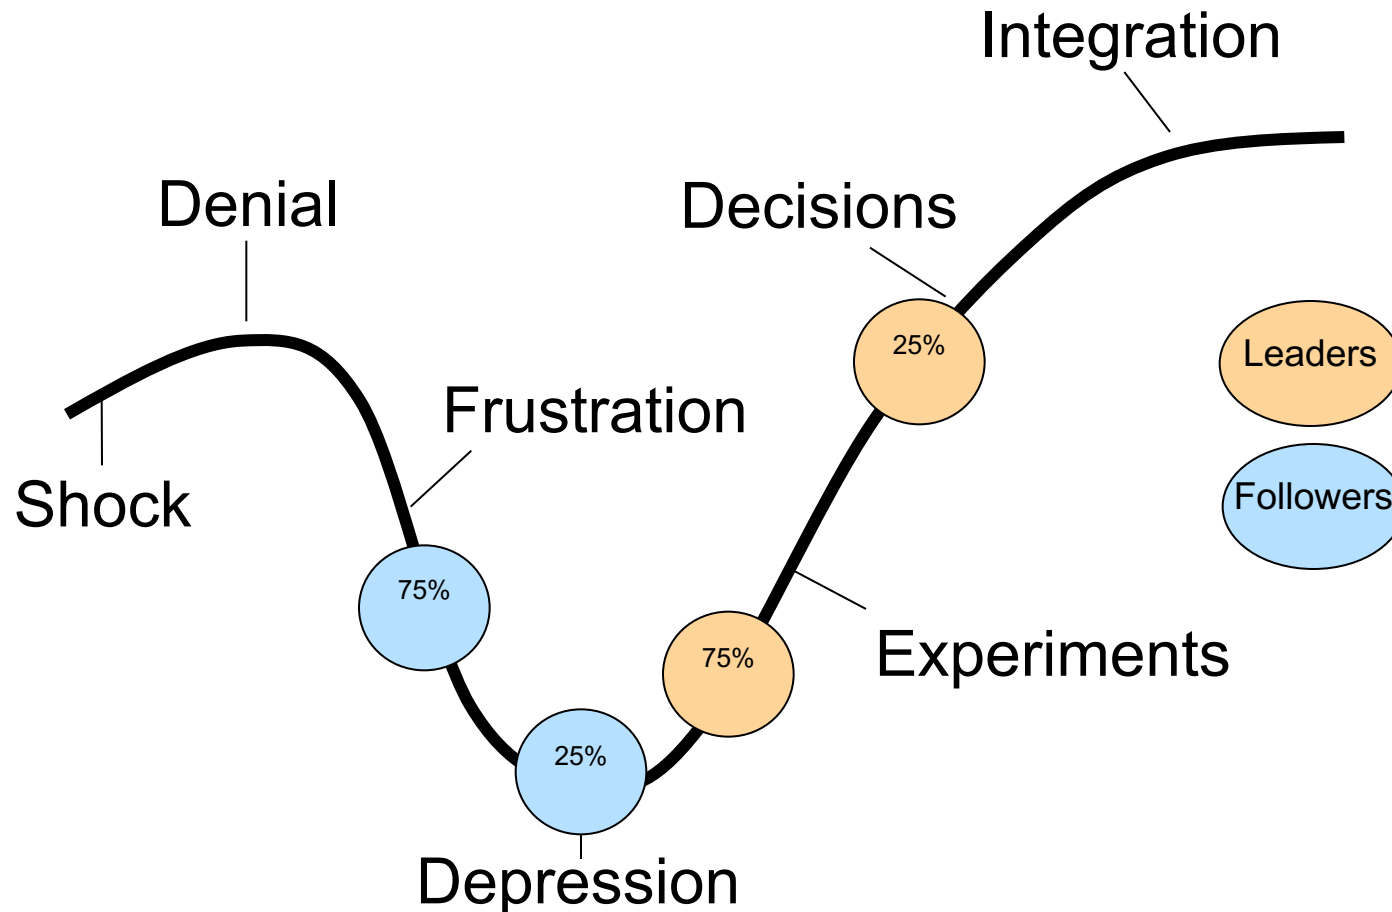 Integration
Denial
Decisions
25%
Leaders
Frustration
Shock
Followers
75%
75%
Experiments
25%
Depression